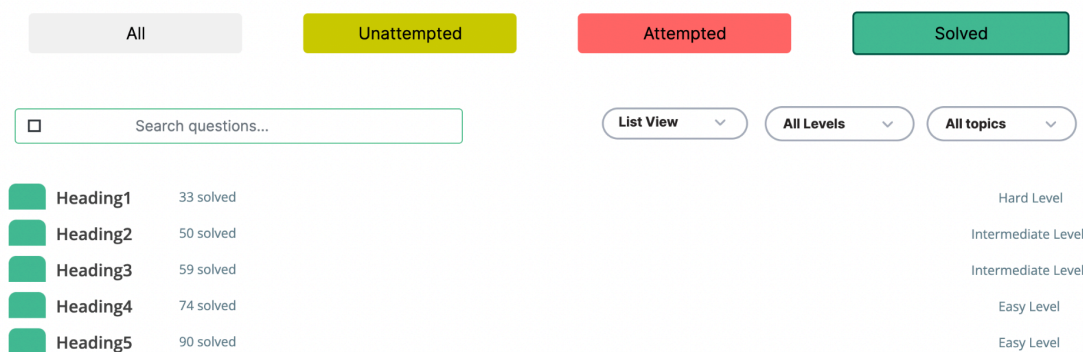 All Unattempted Attempted Solved
Search questions... List View All Levels All topics
Heading1 33 solved Hard Level
Heading2 50 solved Intermediate Level
Heading3 59 solved Intermediate Level
Heading4 74 solved Easy Level
Heading5 90 solved Easy Level